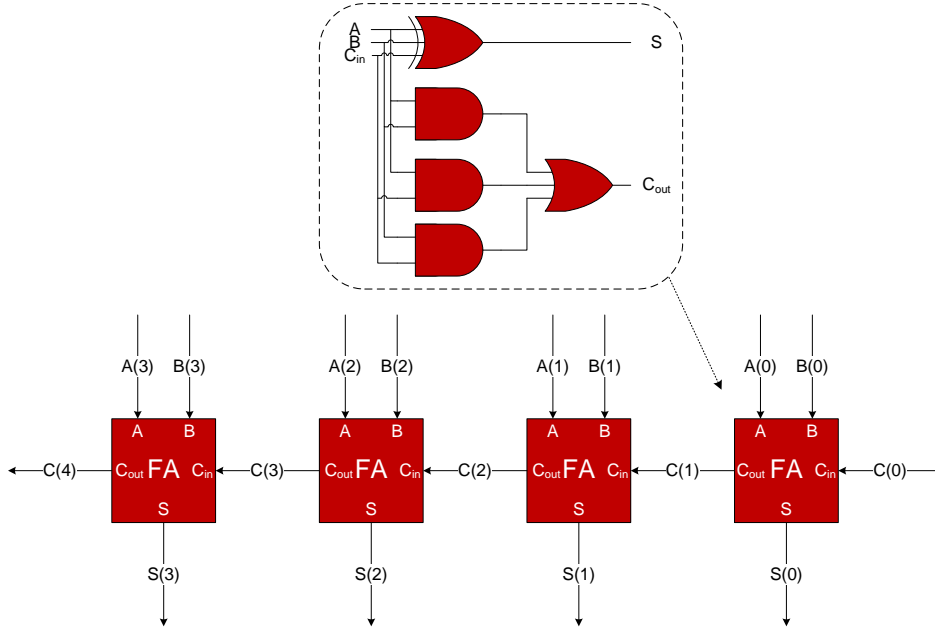 A
S
B
Cin
Cout
A(3) B(3) A(2) B(2) A(1) B(1) A(0) B(0)
A B A B A B A B
C(4) Cout FA Cin C(3) Cout FA Cin C(2) Cout FA Cin C(1) Cout FA Cin C(0)
S S S S
S(3) S(2) S(1) S(0)